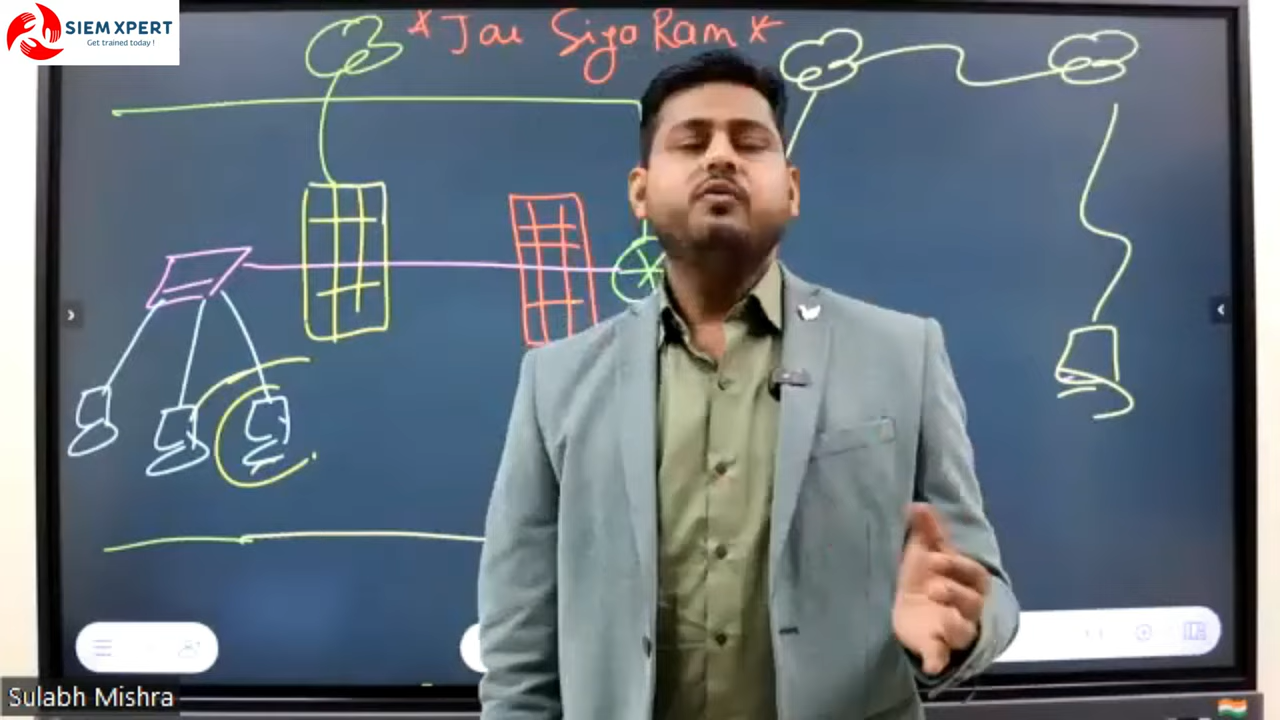 SIEM XPERT
Get trained today !
* Jai Siya Ram *
Sulabh Mishra